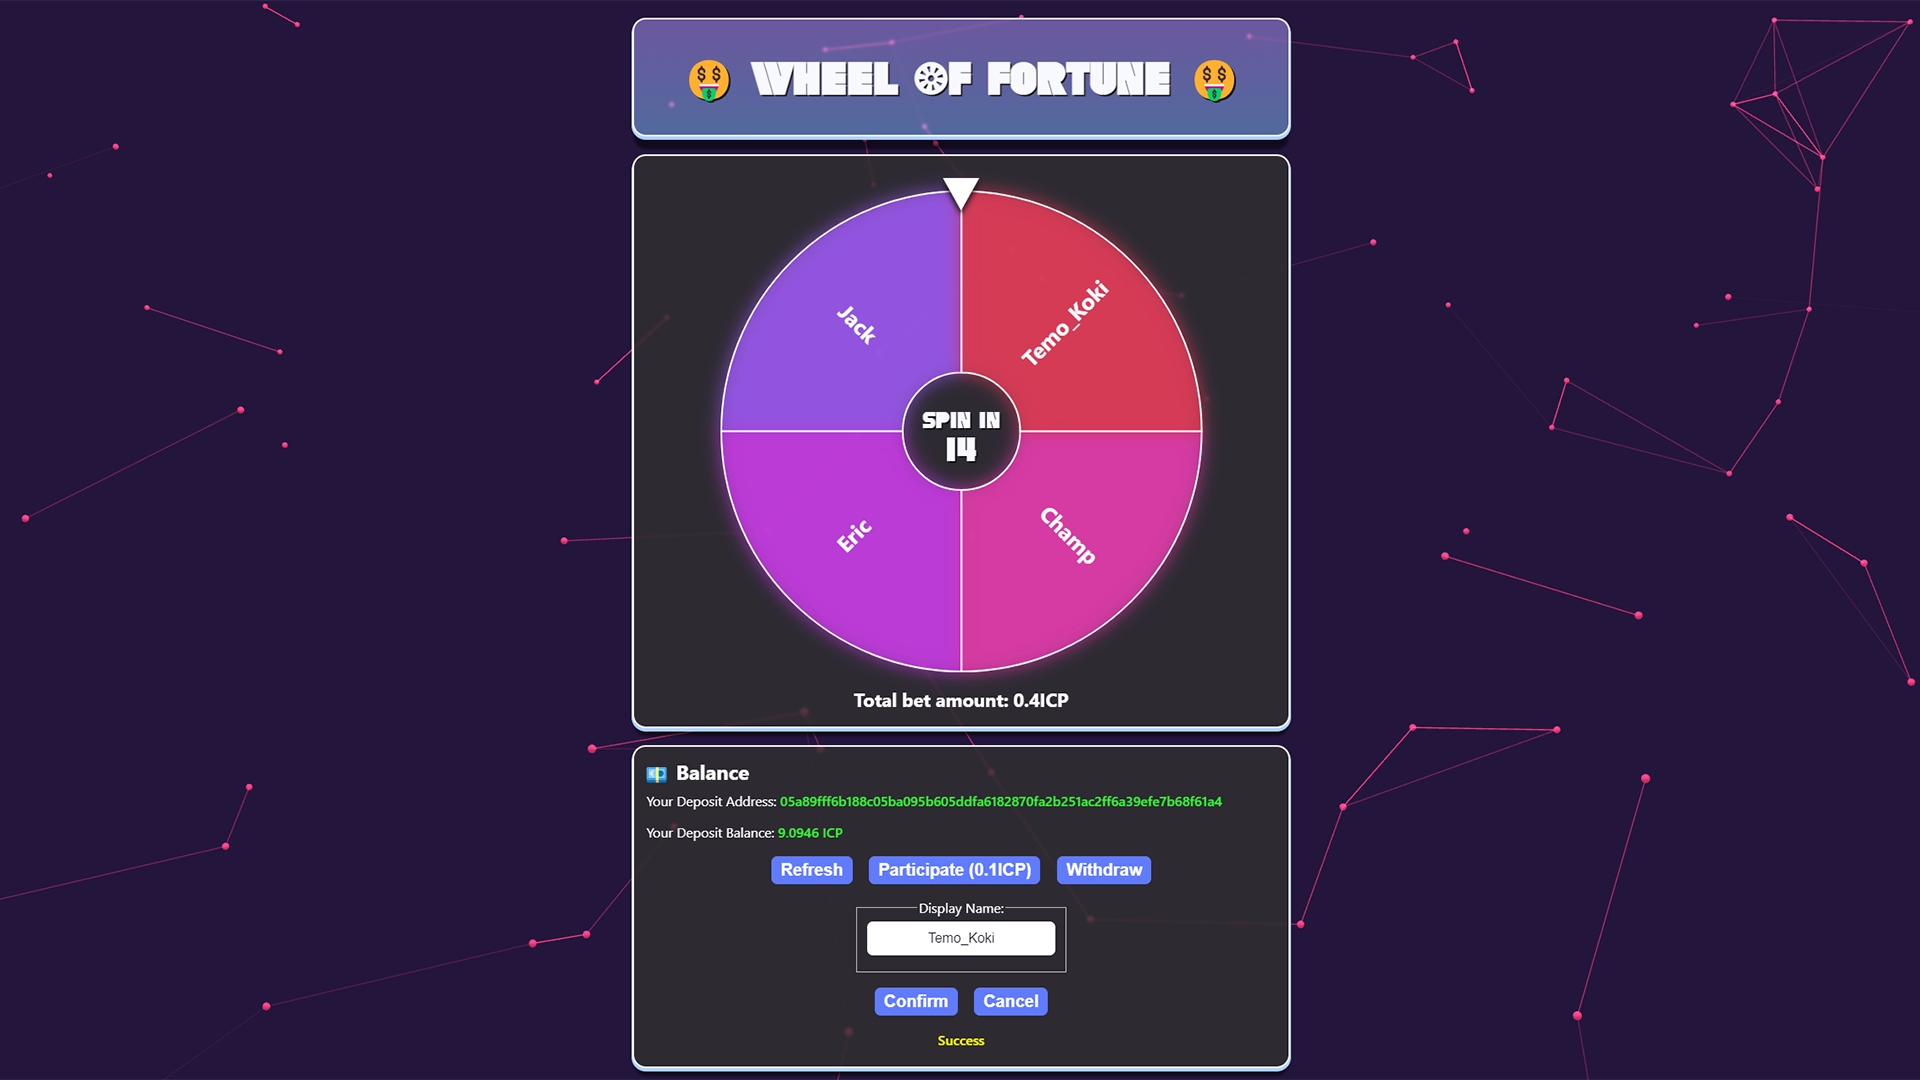 WHEEL OF FORTUNE
Jack
Temo_Koki
SPIN IN
14
Eric
Champ
Total bet amount: 0.4ICP
Balance
Your Deposit Address: 05a89fff6b188c05ba095b605ddfa6182870fa2b251ac2ff6a39efe7b68f61a4
Your Deposit Balance: 9.0946 ICP
Refresh Participate (0.1ICP) Withdraw
Display Name:
Temo_Koki
Confirm Cancel
Success